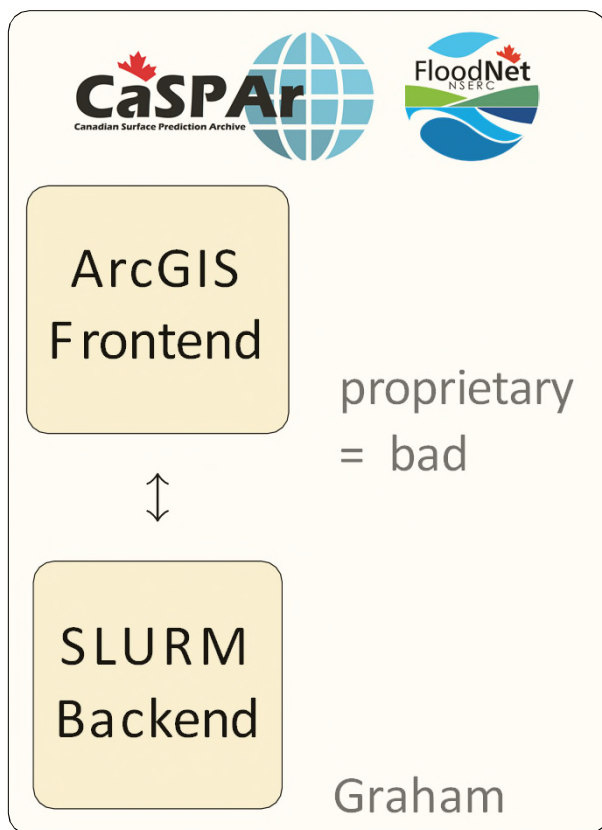 CaSPAr
Canadian Surface Prediction Archive
FloodNet
NSERC
ArcGIS
Frontend
proprietary
= bad
SLURM
Backend
Graham